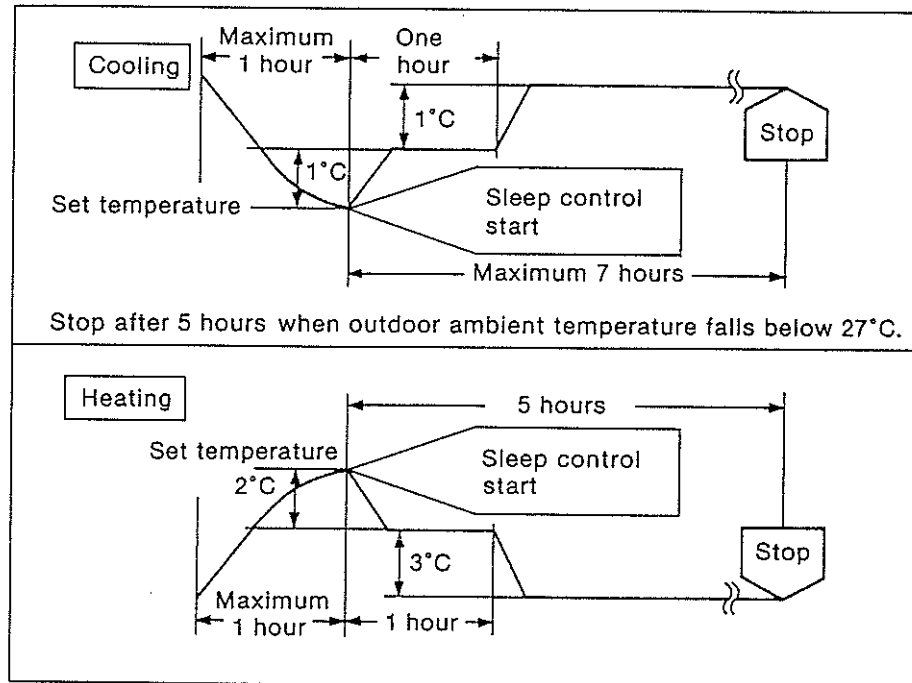 Cooling
Maximum
1 hour
One
hour
1°C
1°C
Stop
Set temperature
Sleep control
start
Maximum 7 hours
Stop after 5 hours when outdoor ambient temperature falls below 27°C.
Heating
5 hours
Set temperature
Sleep control
start
2°C
3°C
Stop
Maximum
1 hour
1 hour